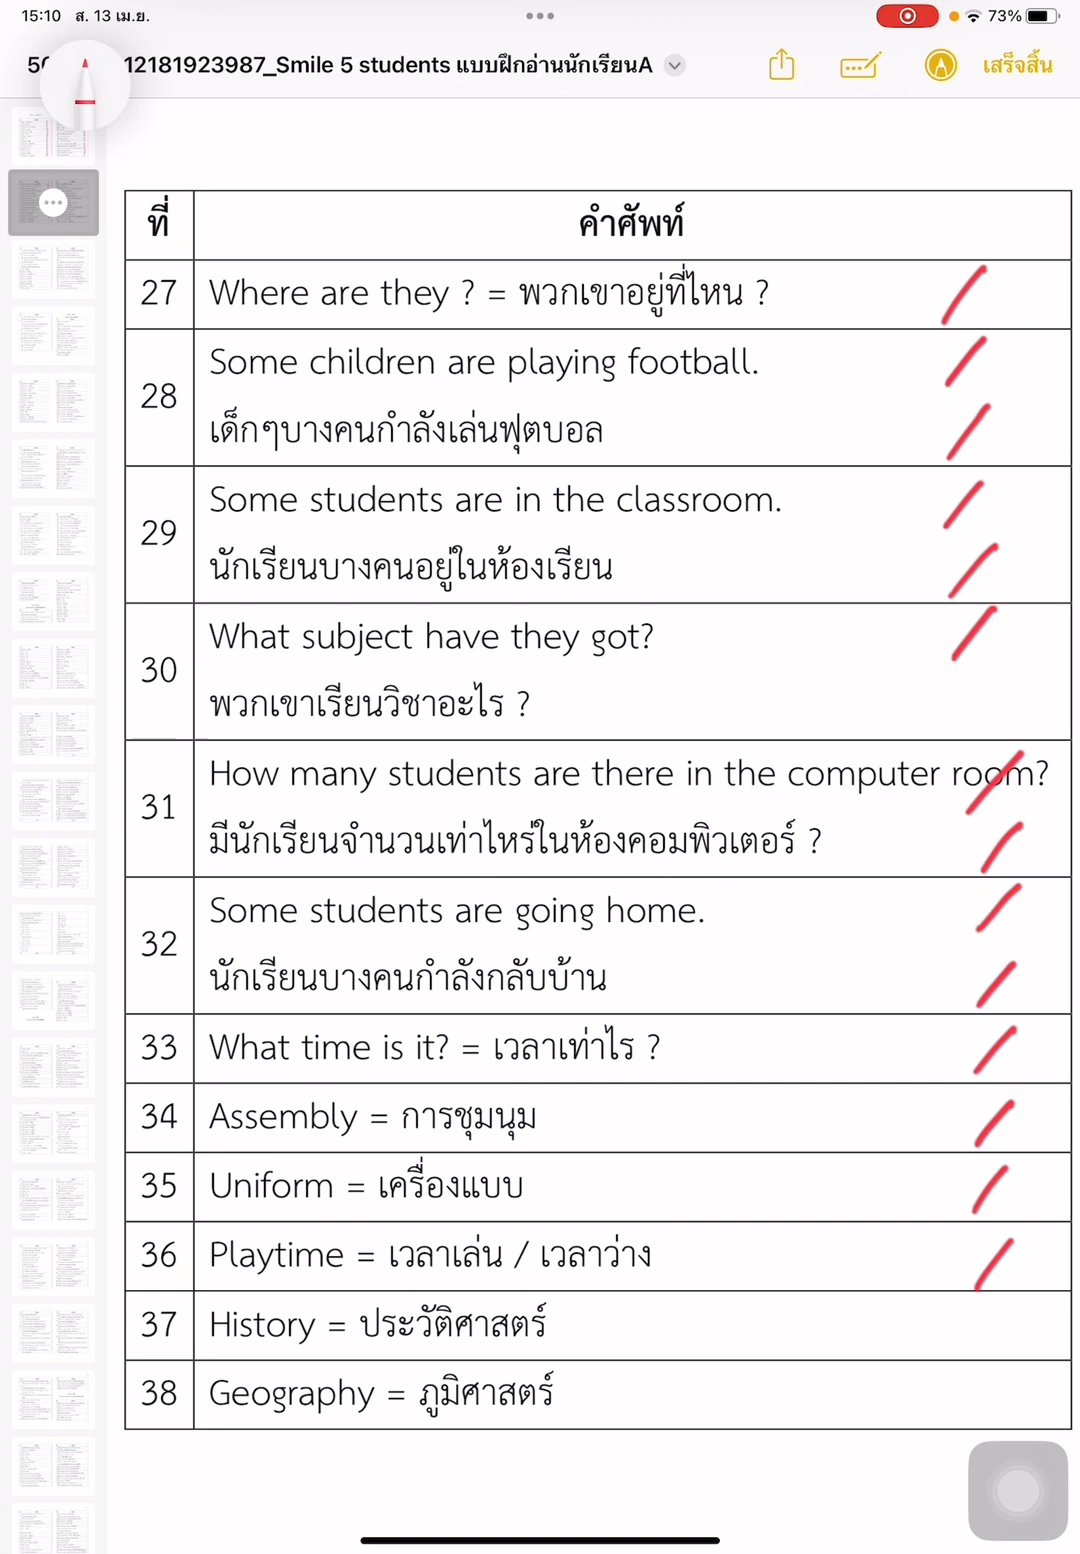 15:10 ส. 13 เม.ย.
73%
12181923987_Smile 5 students แบบฝึกอ่านนักเรียนA
เสร็จสิ้น
ที่ คำศัพท์
27 Where are they ? = พวกเขาอยู่ที่ไหน ?
28 Some children are playing football.
เด็กๆบางคนกำลังเล่นฟุตบอล
29 Some students are in the classroom.
นักเรียนบางคนอยู่ในห้องเรียน
30 What subject have they got?
พวกเขาเรียนวิชาอะไร ?
31 How many students are there in the computer room?
มีนักเรียนจำนวนเท่าไหร่ในห้องคอมพิวเตอร์ ?
32 Some students are going home.
นักเรียนบางคนกำลังกลับบ้าน
33 What time is it? = เวลาเท่าไร ?
34 Assembly = การชุมนุม
35 Uniform = เครื่องแบบ
36 Playtime = เวลาเล่น / เวลาว่าง
37 History = ประวัติศาสตร์
38 Geography = ภูมิศาสตร์